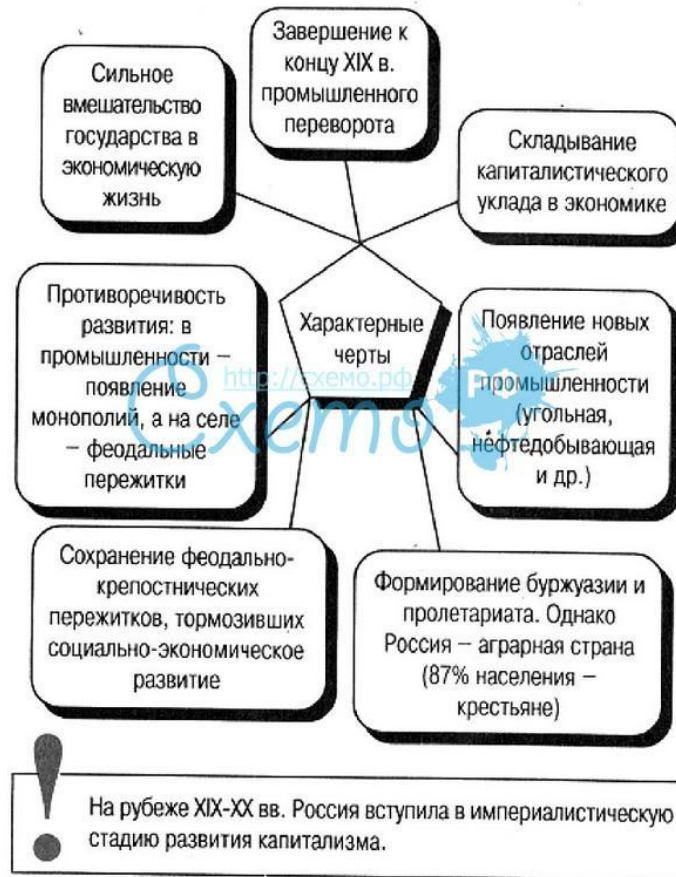 Завершение к
концу XIX в.
промышленного
переворота
Сильное
вмешательство
государства в
экономическую
жизнь
Складывание
капиталистического
уклада в экономике
Противоречивость
развития: в
промышленности –
появление
монополий, а на селе
– феодальные
пережитки
Характерные
черты
Появление новых
отраслей
промышленности
(угольная,
нефтедобывающая
и др.)
http://схемо.рф
Схемо
РФ
Сохранение феодально-
крепостнических
пережитков, тормозивших
социально-экономическое
развитие
Формирование буржуазии и
пролетариата. Однако
Россия – аграрная страна
(87% населения –
крестьяне)
!
На рубеже XIX-XX вв. Россия вступила в империалистическую
стадию развития капитализма.